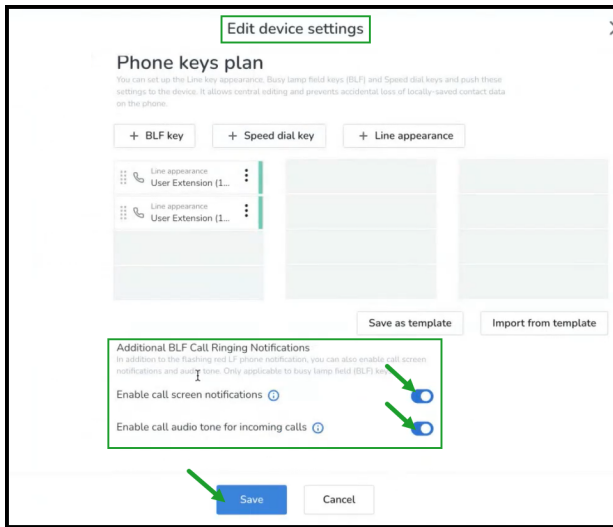 Edit device settings
Phone keys plan
You can set up the Line key appearance, Busy lamp field keys (BLF) and Speed dial keys and push these
settings to the device. It allows central editing and prevents accidental loss of locally-saved contact data
on the phone.
+ BLF key
+ Speed dial key
+ Line appearance
Line appearance
User Extension (1...
Line appearance
User Extension (1...
Save as template
Import from template
Additional BLF Call Ringing Notifications
In addition to the flashing red LF phone notification, you can also enable call screen
notifications and audio tone. Only applicable to busy lamp field (BLF) key
Enable call screen notifications
Enable call audio tone for incoming calls
Save
Cancel